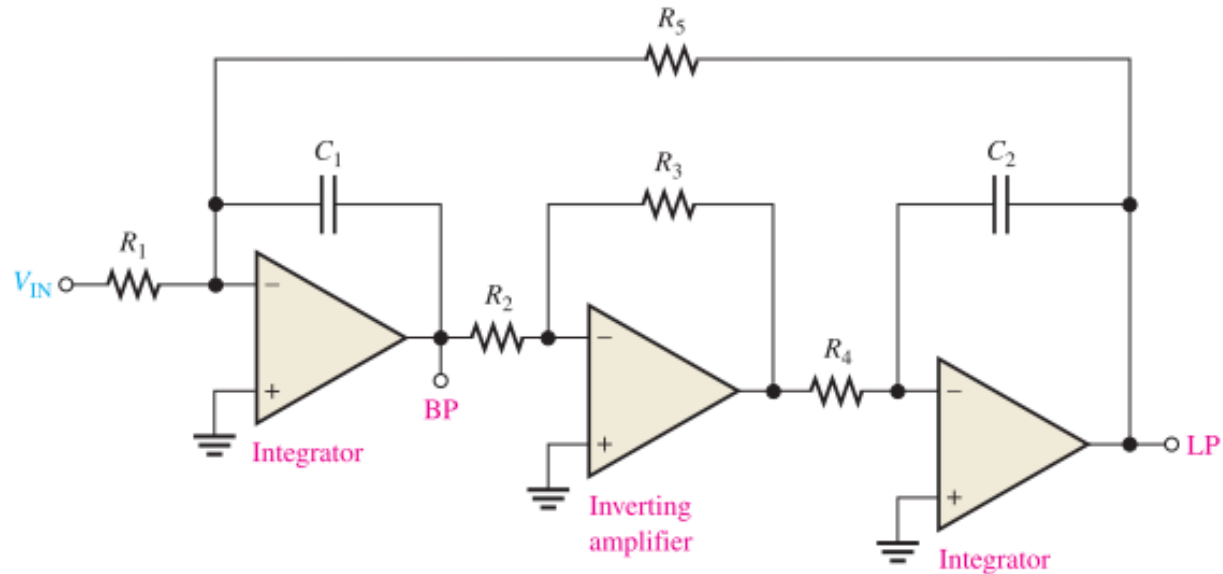 R5
C1
R3
C2
R1
VIN
−
R2
−
R4
−
+
BP
+
LP
Integrator
Inverting
amplifier
+
Integrator